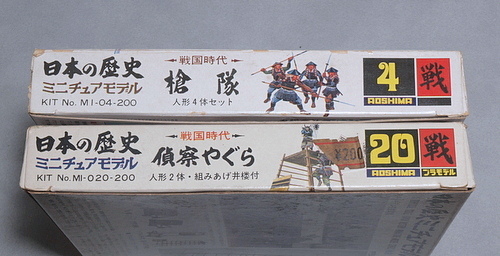 日本の歴史
ミニチュアモデル
KIT No. MI-04-200
←戦国時代→
槍隊
人形4体セット
4
AOSHIMA
戦
日本の歴史
ミニチュアモデル
KIT No. MI-020-200
←戦国時代→
偵察やぐら
人形2体・組みあげ井楼付
¥200
20
AOSHIMA
戦
プラモデル